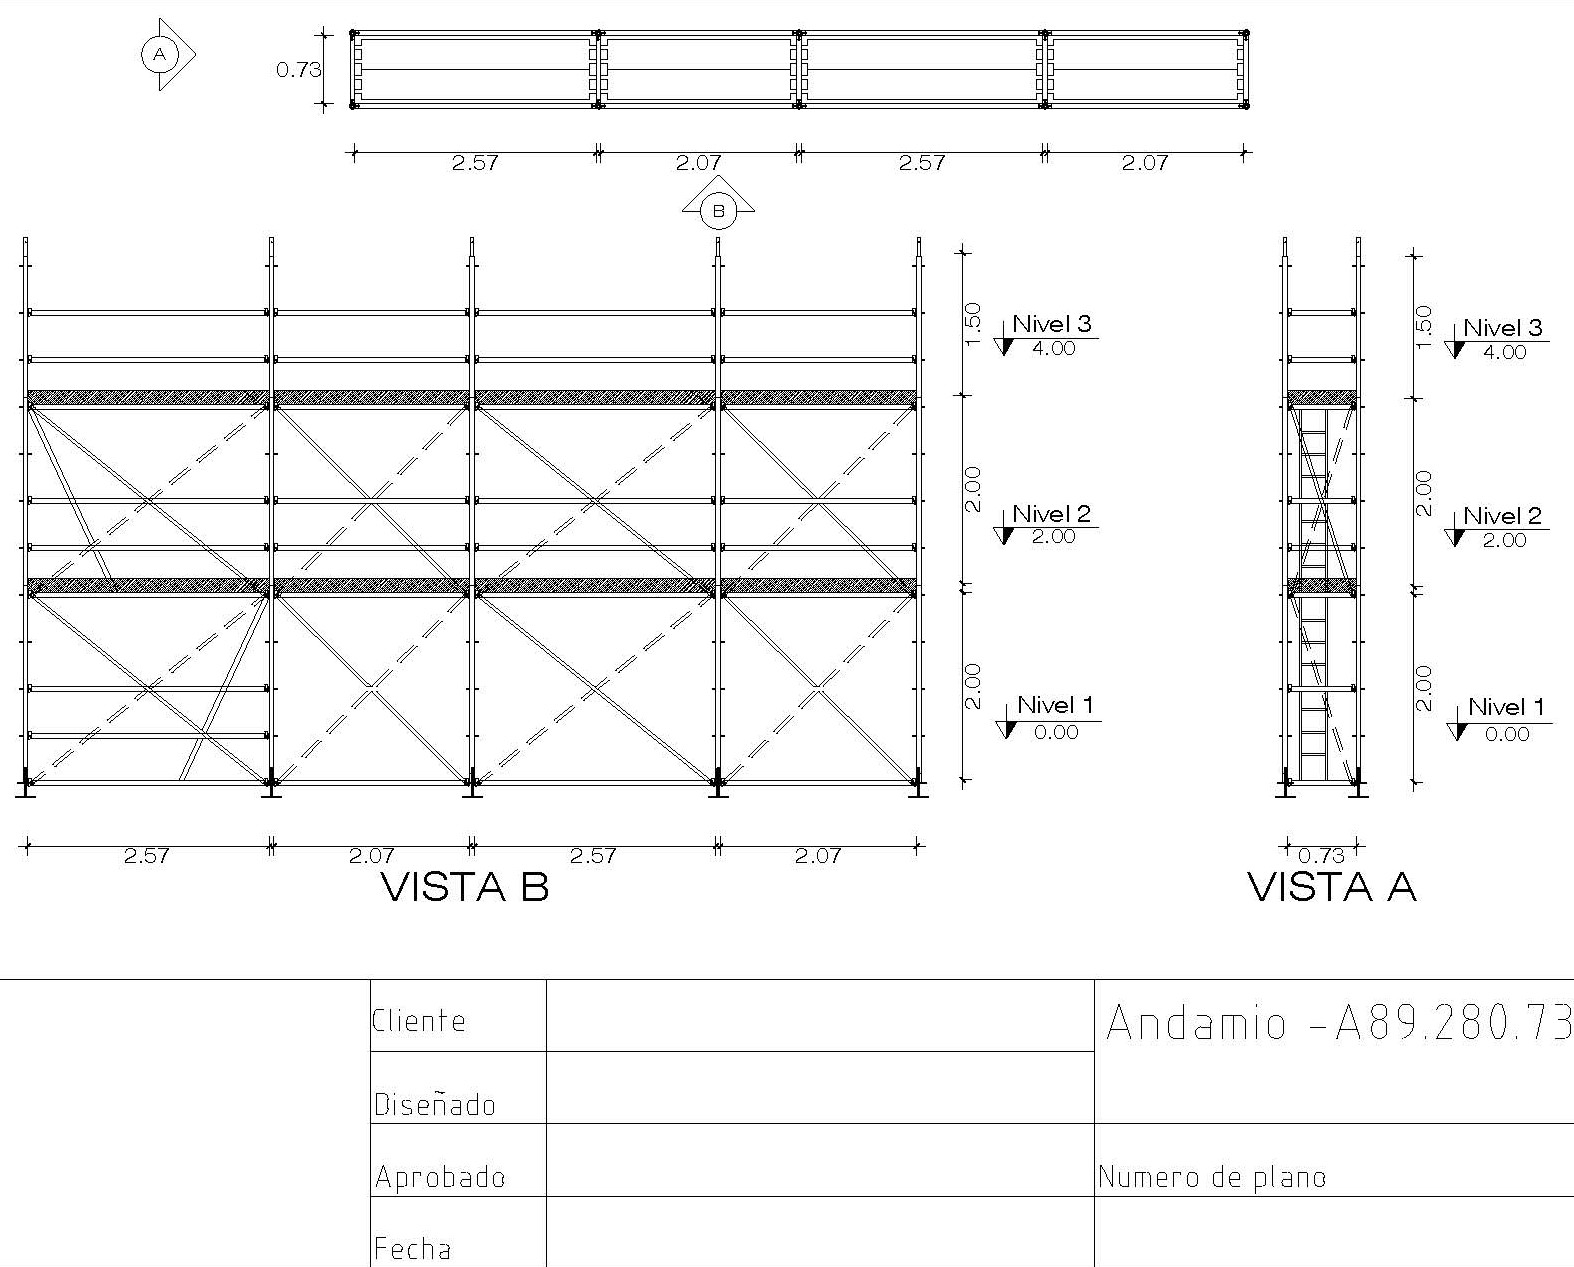 A
0.73
2.57 2.07 2.57 2.07
B
1.50 Nivel 3
4.00
2.00 Nivel 2
2.00
2.00 Nivel 1
0.00
1.50 Nivel 3
4.00
2.00 Nivel 2
2.00
2.00 Nivel 1
0.00
2.57 2.07 2.57 2.07
VISTA B
0.73
VISTA A
Cliente
Andamio -A89.280.73
Diseñado
Aprobado
Numero de plano
Fecha